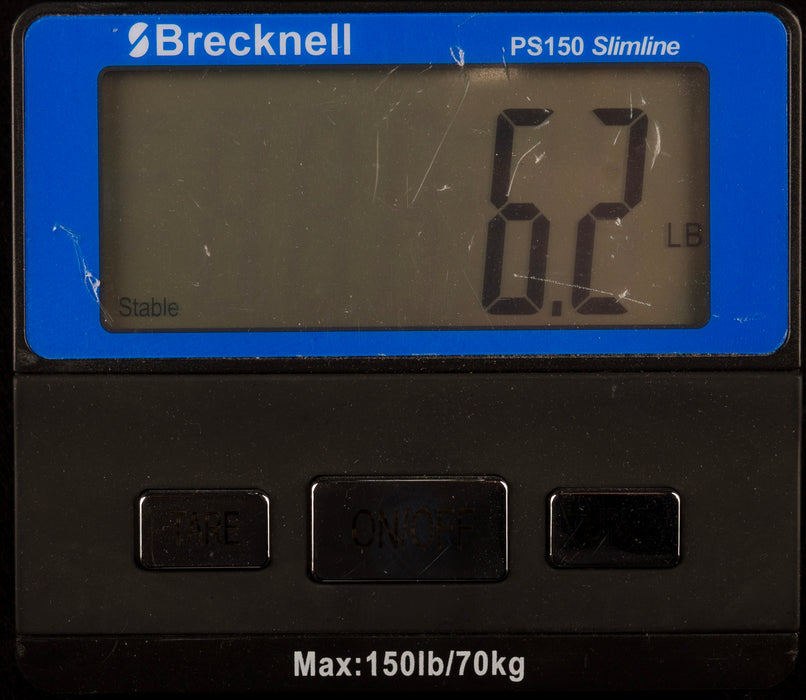 Brecknell PS150 Slimline
6.2 LB
Stable
TARE ON/OFF
Max:150lb/70kg